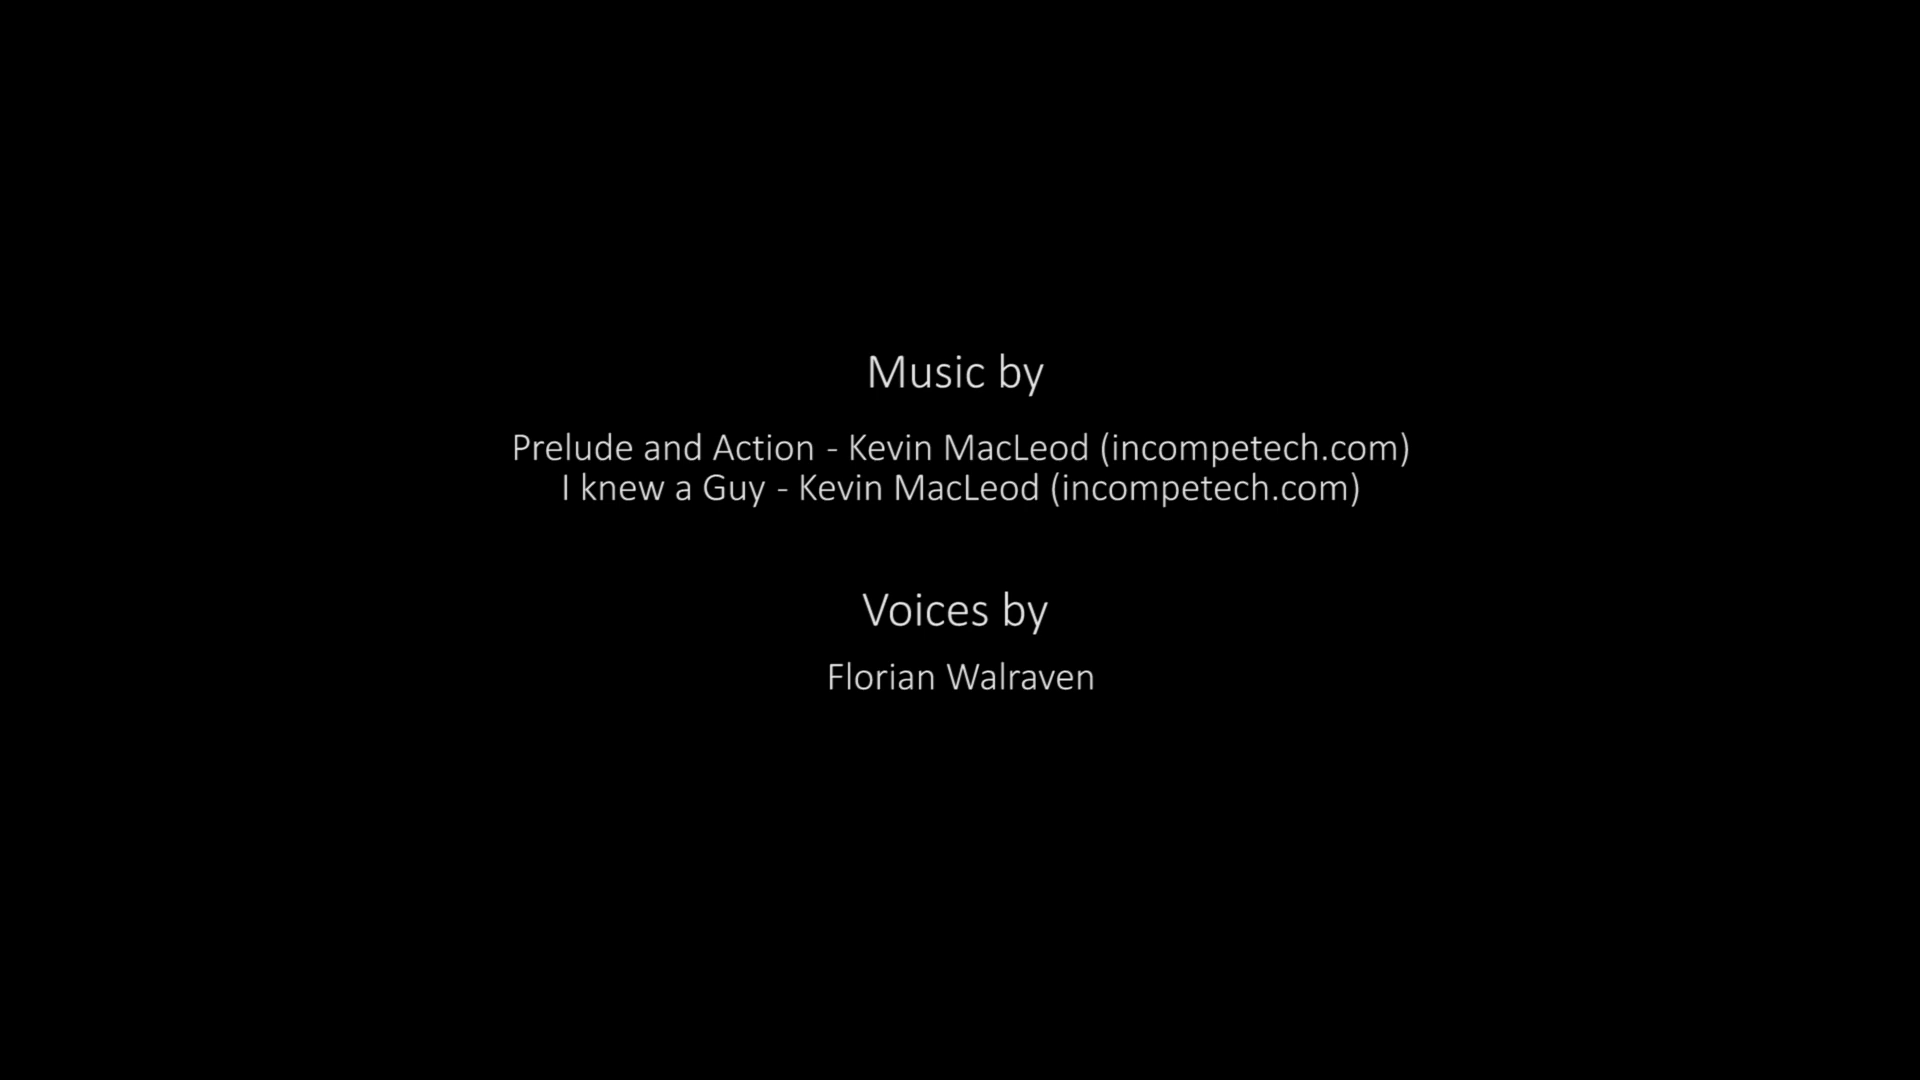 Music by
Prelude and Action - Kevin MacLeod (incompetech.com)
I knew a Guy - Kevin MacLeod (incompetech.com)
Voices by
Florian Walraven